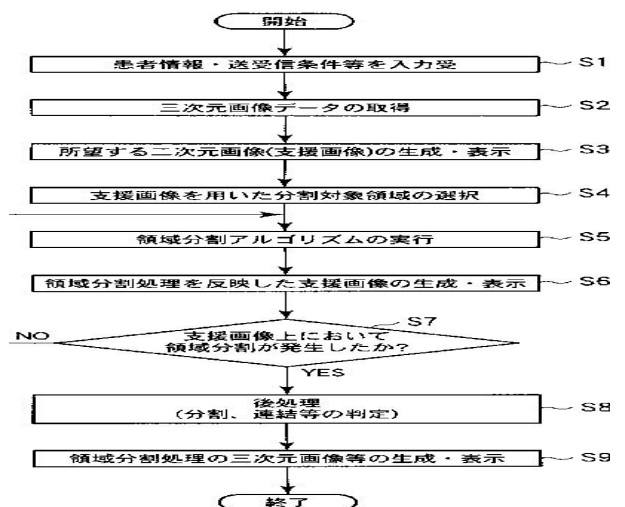 開始
患者情報・送受信条件等を入力受 S1
三次元画像データの取得 S2
所望する二次元画像(支援画像)の生成・表示 S3
支援画像を用いた分割対象領域の選択 S4
領域分割アルゴリズムの実行 S5
領域分割処理を反映した支援画像の生成・表示 S6
S7
支援画像上において
NO
領域分割が発生したか?
YES
後処理
(分割、連結等の判定) S8
領域分割処理の三次元画像等の生成・表示 S9
終了